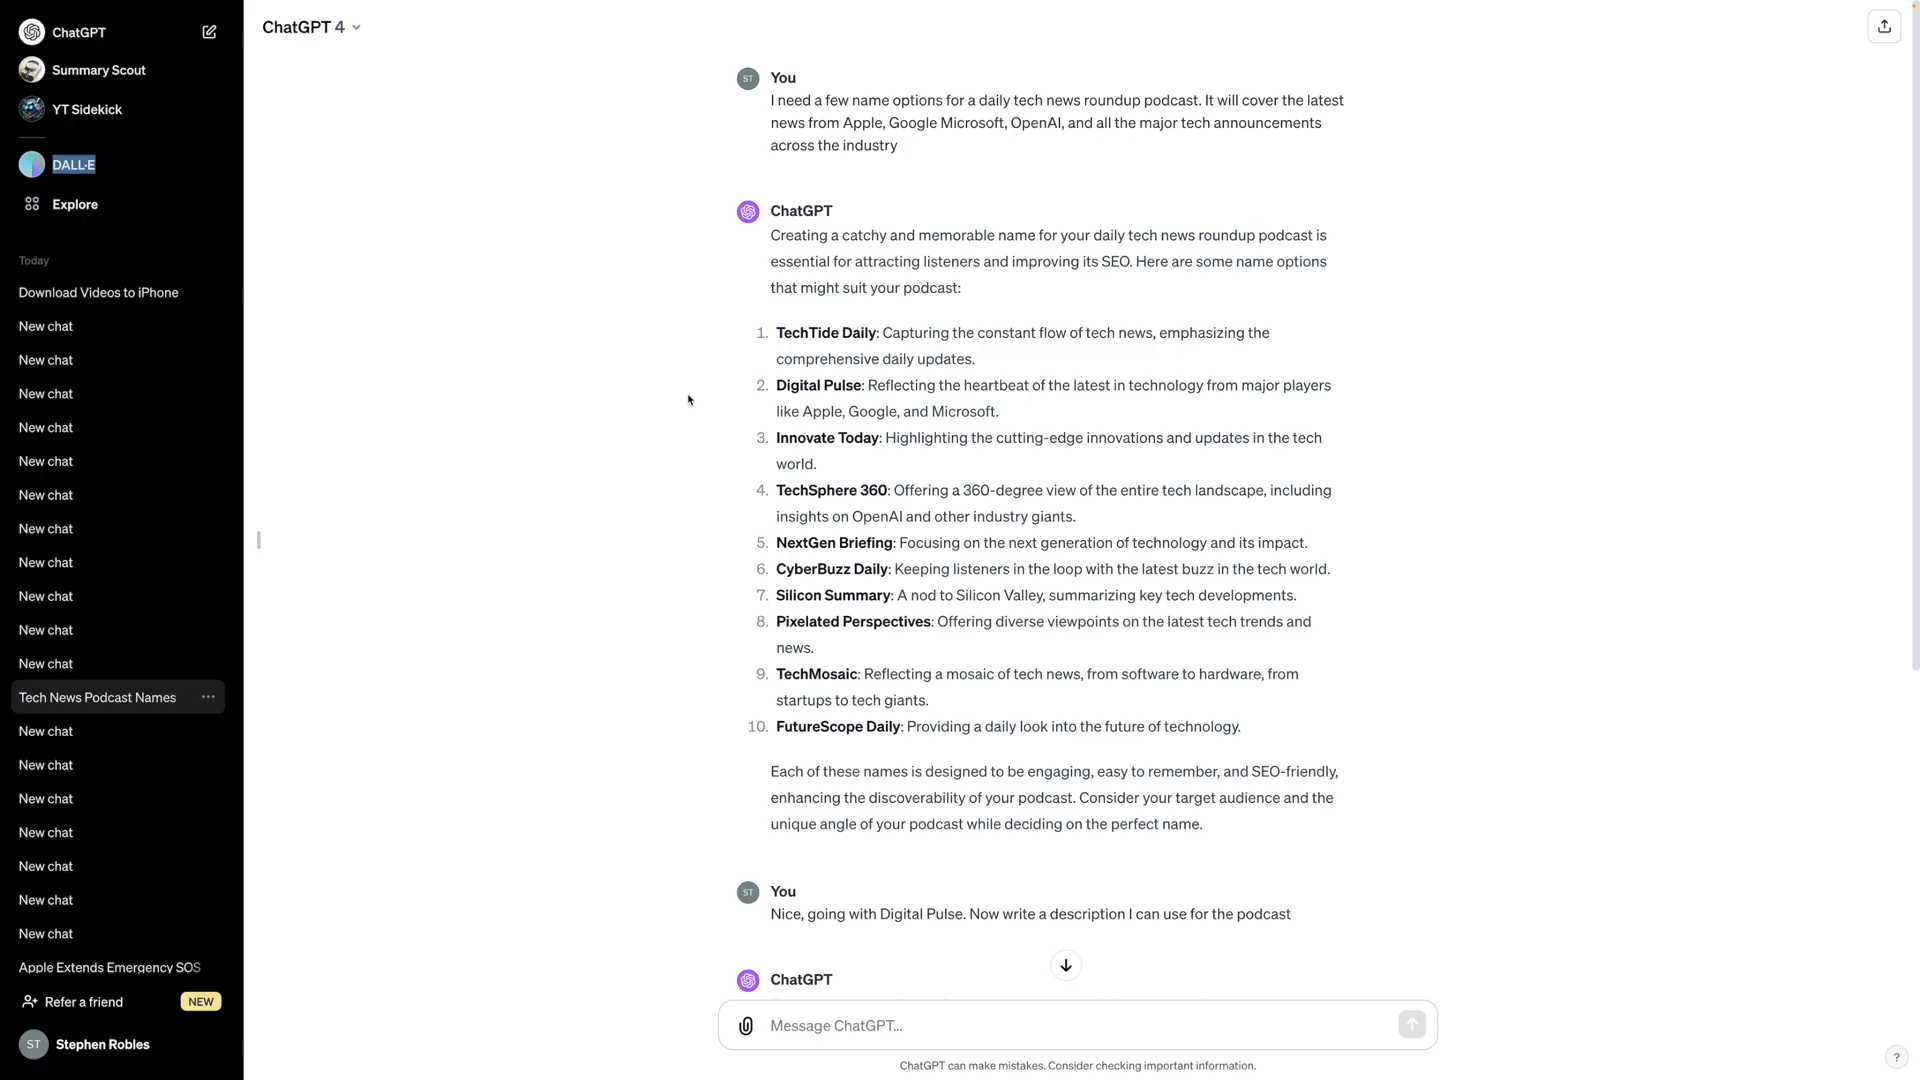 ChatGPT
Summary Scout
YT Sidekick
DALL·E
Explore
Today
Download Videos to iPhone
New chat
New chat
New chat
New chat
New chat
New chat
New chat
New chat
New chat
New chat
New chat
Tech News Podcast Names
New chat
New chat
New chat
New chat
New chat
New chat
New chat
Apple Extends Emergency SOS
Refer a friend
NEW
ST
Stephen Robles
ChatGPT 4
ST
You
I need a few name options for a daily tech news roundup podcast. It will cover the latest
news from Apple, Google Microsoft, OpenAI, and all the major tech announcements
across the industry
ChatGPT
Creating a catchy and memorable name for your daily tech news roundup podcast is
essential for attracting listeners and improving its SEO. Here are some name options
that might suit your podcast:
1. TechTide Daily: Capturing the constant flow of tech news, emphasizing the
comprehensive daily updates.
2. Digital Pulse: Reflecting the heartbeat of the latest in technology from major players
like Apple, Google, and Microsoft.
3. Innovate Today: Highlighting the cutting-edge innovations and updates in the tech
world.
4. TechSphere 360: Offering a 360-degree view of the entire tech landscape, including
insights on OpenAI and other industry giants.
5. NextGen Briefing: Focusing on the next generation of technology and its impact.
6. CyberBuzz Daily: Keeping listeners in the loop with the latest buzz in the tech world.
7. Silicon Summary: A nod to Silicon Valley, summarizing key tech developments.
8. Pixelated Perspectives: Offering diverse viewpoints on the latest tech trends and
news.
9. TechMosaic: Reflecting a mosaic of tech news, from software to hardware, from
startups to tech giants.
10. FutureScope Daily: Providing a daily look into the future of technology.
Each of these names is designed to be engaging, easy to remember, and SEO-friendly,
enhancing the discoverability of your podcast. Consider your target audience and the
unique angle of your podcast while deciding on the perfect name.
ST
You
Nice, going with Digital Pulse. Now write a description I can use for the podcast
ChatGPT
Message ChatGPT...
ChatGPT can make mistakes. Consider checking important information.
?